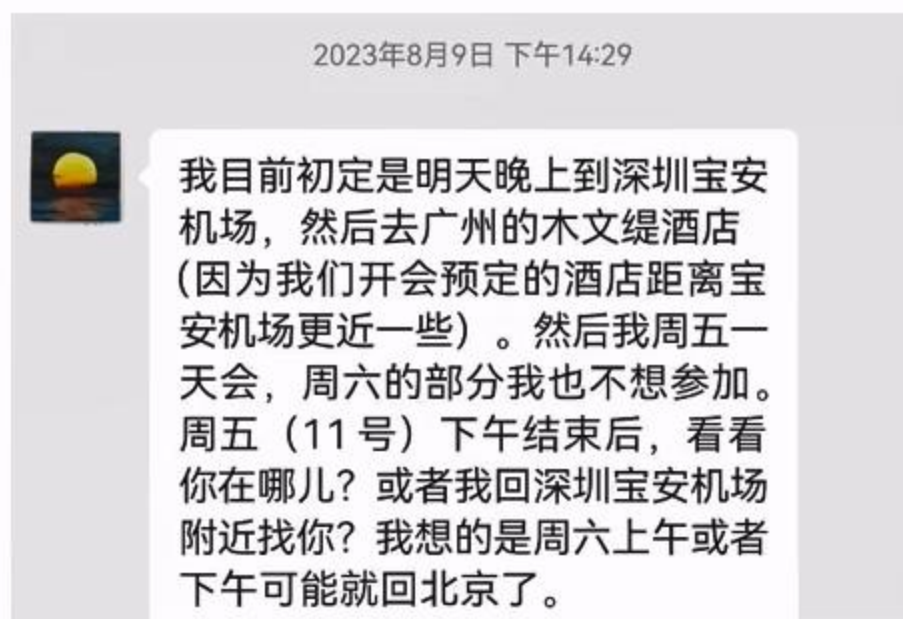 2023年8月9日 下午14:29
我目前初定是明天晚上到深圳宝安
机场，然后去广州的木文缇酒店
(因为我们开会预定的酒店距离宝
安机场更近一些）。然后我周五一
天会，周六的部分我也不想参加。
周五（11号）下午结束后，看看
你在哪儿？或者我回深圳宝安机场
附近找你？我想的是周六上午或者
下午可能就回北京了。